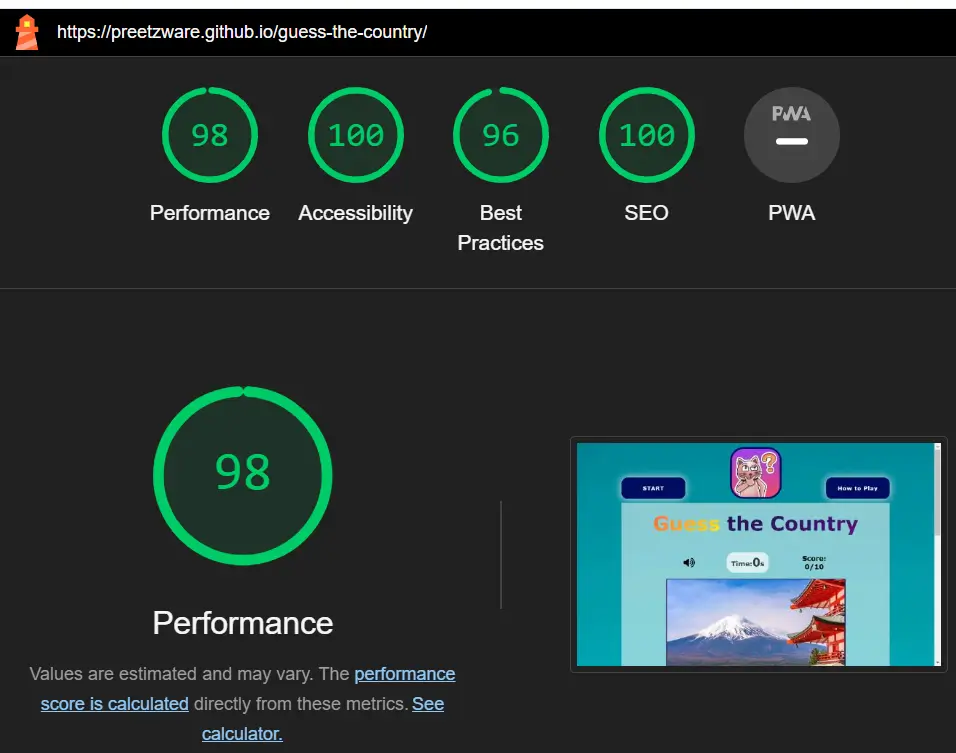 https://preetzware.github.io/guess-the-country/
98
100
96
100
PWA
Performance
Accessibility
Best
Practices
SEO
PWA
98
Performance
Values are estimated and may vary. The performance
score is calculated directly from these metrics. See
calculator.
?
START
How to Play
Guess the Country
Time:0s
Score:
0/10